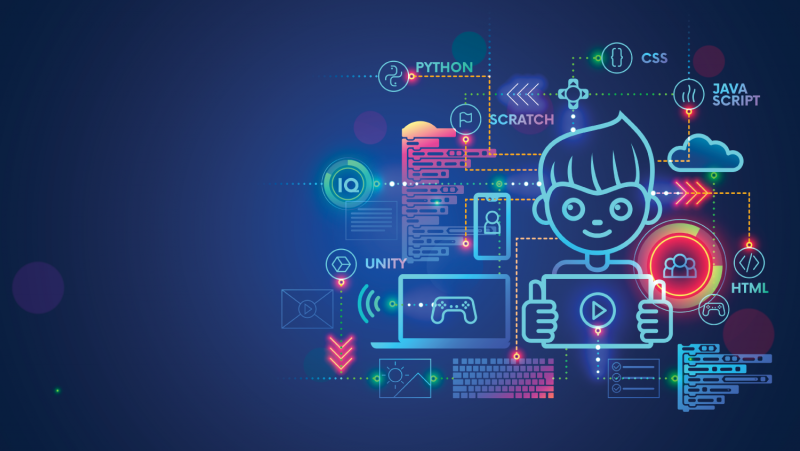 PYTHON
CSS
JAVA
SCRIPT
SCRATCH
IQ
UNITY
HTML